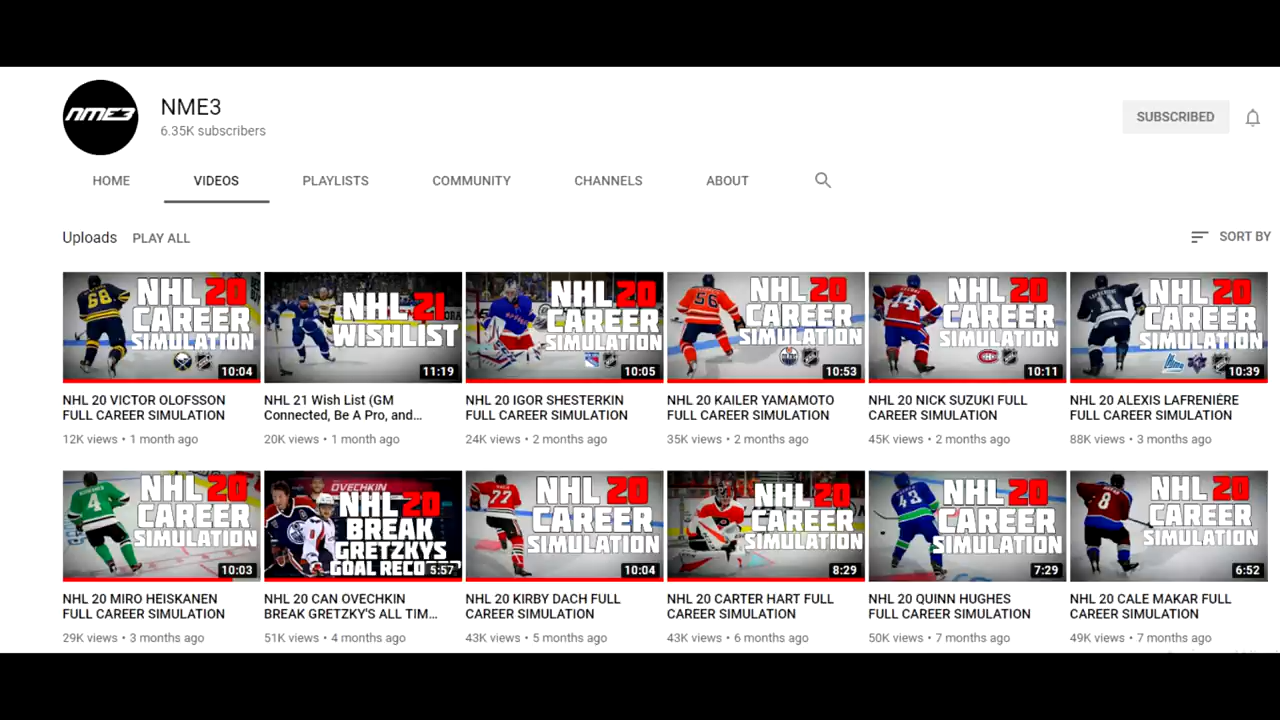 NME3
NME3
6.35K subscribers
SUBSCRIBED
HOME
VIDEOS
PLAYLISTS
COMMUNITY
CHANNELS
ABOUT
Uploads
PLAY ALL
SORT BY
68
NHL 20
CAREER
SIMULATION
10:04
NHL 21
WISHLIST
11:19
NHL 20
CAREER
SIMULATION
10:05
56
NHL 20
CAREER
SIMULATION
10:53
14
NHL 20
CAREER
SIMULATION
10:11
11
NHL 20
CAREER
SIMULATION
10:39
NHL 20 VICTOR OLOFSSON
FULL CAREER SIMULATION
12K views • 1 month ago
NHL 21 Wish List (GM
Connected, Be A Pro, and...
20K views • 1 month ago
NHL 20 IGOR SHESTERKIN
FULL CAREER SIMULATION
24K views • 2 months ago
NHL 20 KAILER YAMAMOTO
FULL CAREER SIMULATION
35K views • 2 months ago
NHL 20 NICK SUZUKI FULL
CAREER SIMULATION
45K views • 2 months ago
NHL 20 ALEXIS LAFRENIÈRE
FULL CAREER SIMULATION
88K views • 3 months ago
4
NHL 20
CAREER
SIMULATION
10:03
OVECHKIN
NHL 20
BREAK
GRETZKYS
GOAL RECO
5:57
77
NHL 20
CAREER
SIMULATION
10:04
NHL 20
CAREER
SIMULATION
8:29
43
NHL 20
CAREER
SIMULATION
7:29
8
NHL 20
CAREER
SIMULATION
6:52
NHL 20 MIRO HEISKANEN
FULL CAREER SIMULATION
29K views • 3 months ago
NHL 20 CAN OVECHKIN
BREAK GRETZKY'S ALL TIM...
51K views • 4 months ago
NHL 20 KIRBY DACH FULL
CAREER SIMULATION
43K views • 5 months ago
NHL 20 CARTER HART FULL
CAREER SIMULATION
43K views • 6 months ago
NHL 20 QUINN HUGHES
FULL CAREER SIMULATION
50K views • 7 months ago
NHL 20 CALE MAKAR FULL
CAREER SIMULATION
49K views • 7 months ago